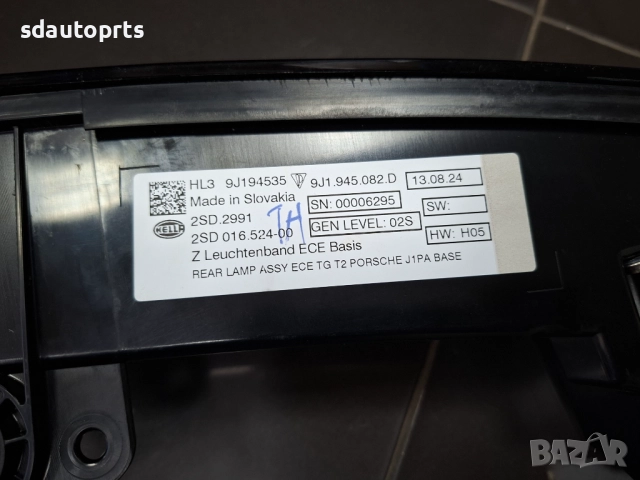 sdautoprts
HL3 9J194535 9J1.945.082.D 13.08.24
Made in Slovakia SN: 00006295 SW:
2SD.2991
HELLA 2SD 016.524-00 TH GEN LEVEL: 02S HW: H05
Z Leuchtenband ECE Basis
REAR LAMP ASSY ECE TG T2 PORSCHE J1PA BASE
BAZAR